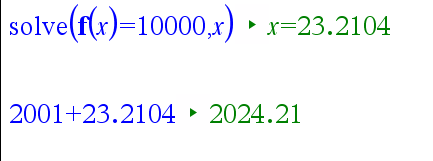 solve(f(x)=10000,x) ▸ x=23.2104
2001+23.2104 ▸ 2024.21